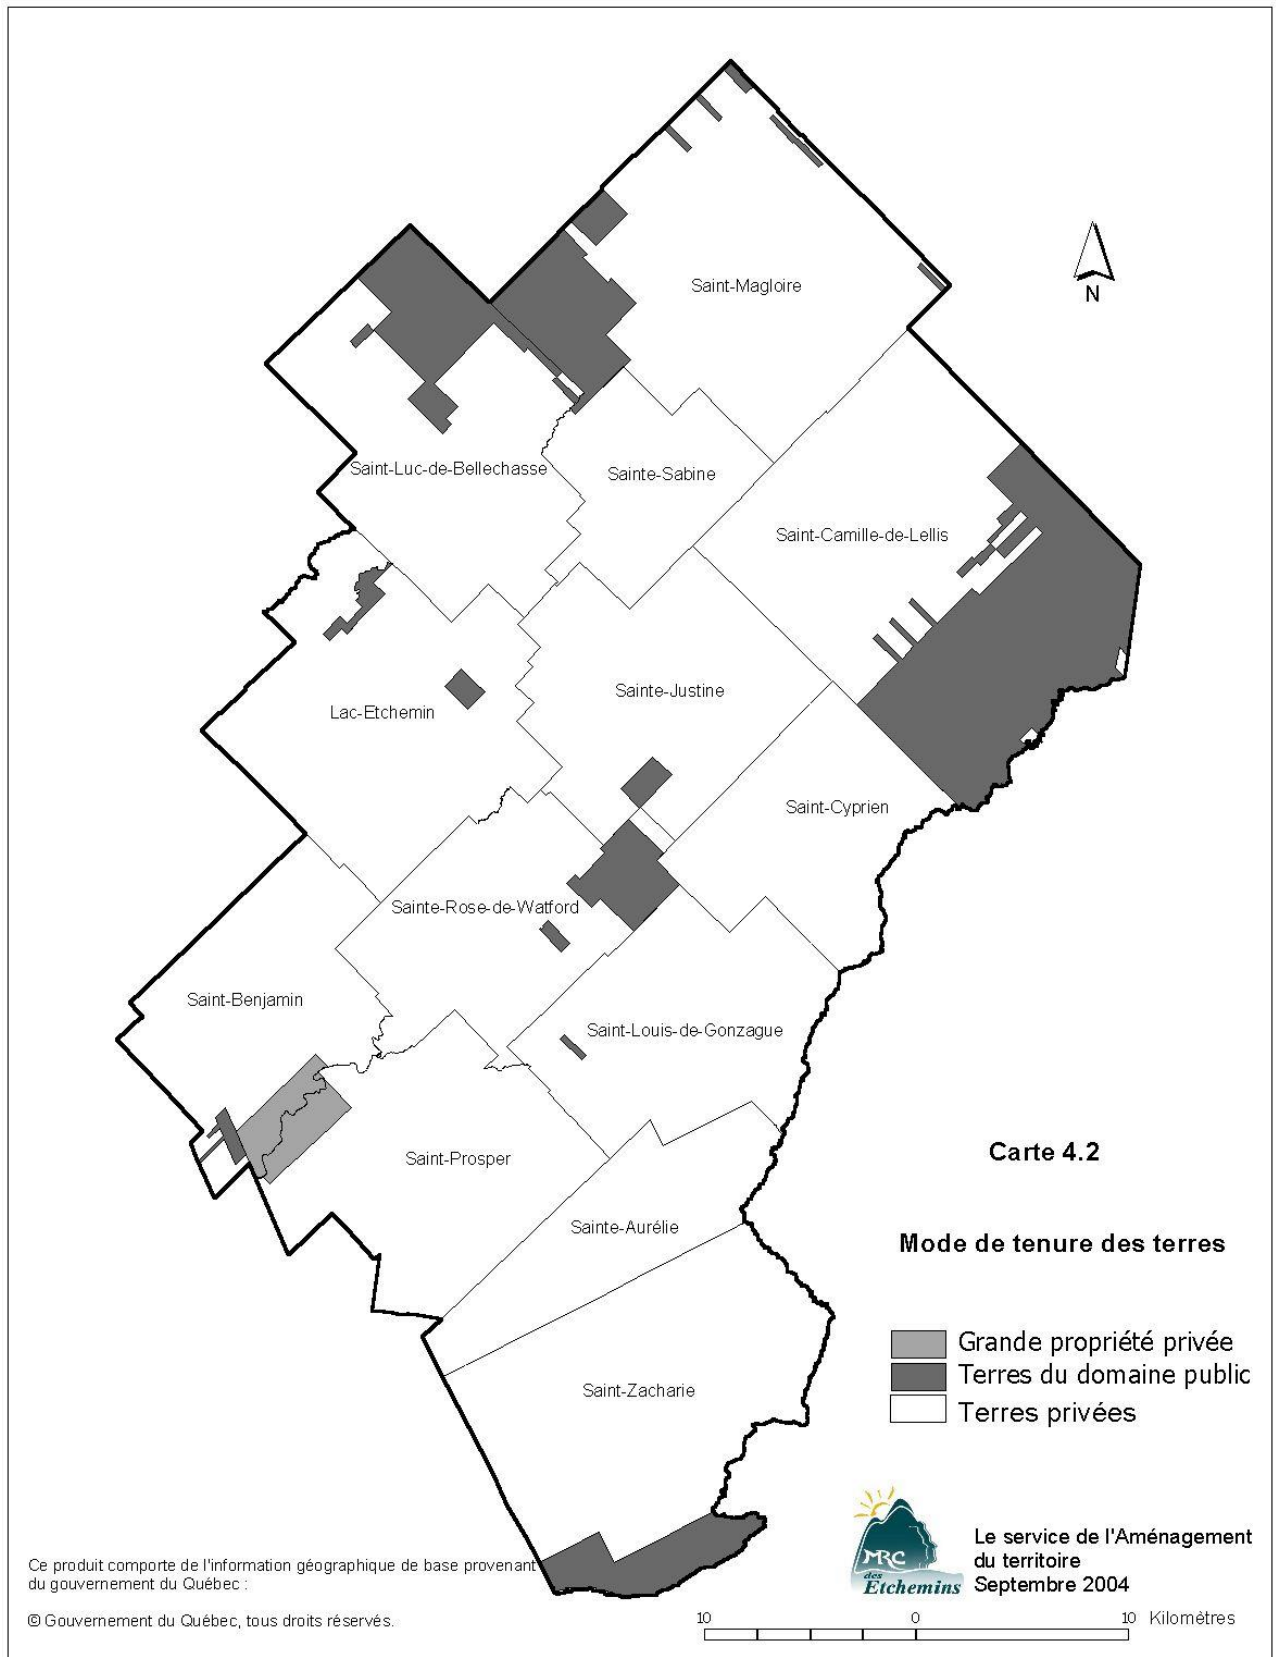 Saint-Magloire
N
Saint-Luc-de-Bellechasse
Sainte-Sabine
Saint-Camille-de-Lellis
Sainte-Justine
Lac-Etchemin
Saint-Cyprien
Sainte-Rose-de-Watford
Saint-Benjamin
Saint-Louis-de-Gonzague
Saint-Prosper
Carte 4.2
Sainte-Aurélie
Mode de tenure des terres
Grande propriété privée
Terres du domaine public
Terres privées
Saint-Zacharie
MRC
des
Etchemins
Le service de l'Aménagement
du territoire
Septembre 2004
Ce produit comporte de l'information géographique de base provenant
du gouvernement du Québec :
© Gouvernement du Québec, tous droits réservés.
10 0 10 Kilomètres